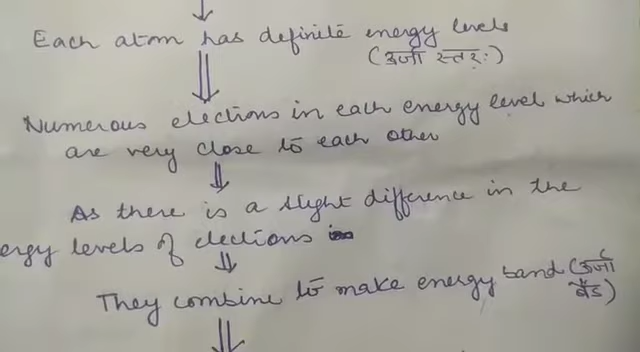 Each atom has definite energy levels
(ऊर्जा स्तर:)
Numerous elections in each energy level which
are very close to each other
As there is a slight difference in the
ergy levels of elections
They combine to make energy band (ऊर्जा
बैंड)